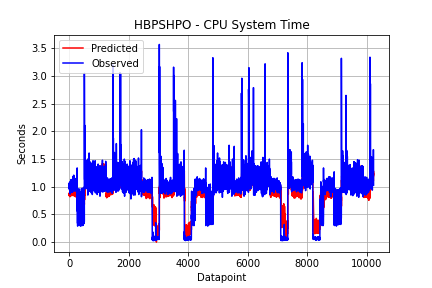 HBPSHPO - CPU System Time
Predicted
Observed
3.5
3.0
2.5
2.0
1.5
1.0
0.5
0.0
Seconds
0 2000 4000 6000 8000 10000
Datapoint